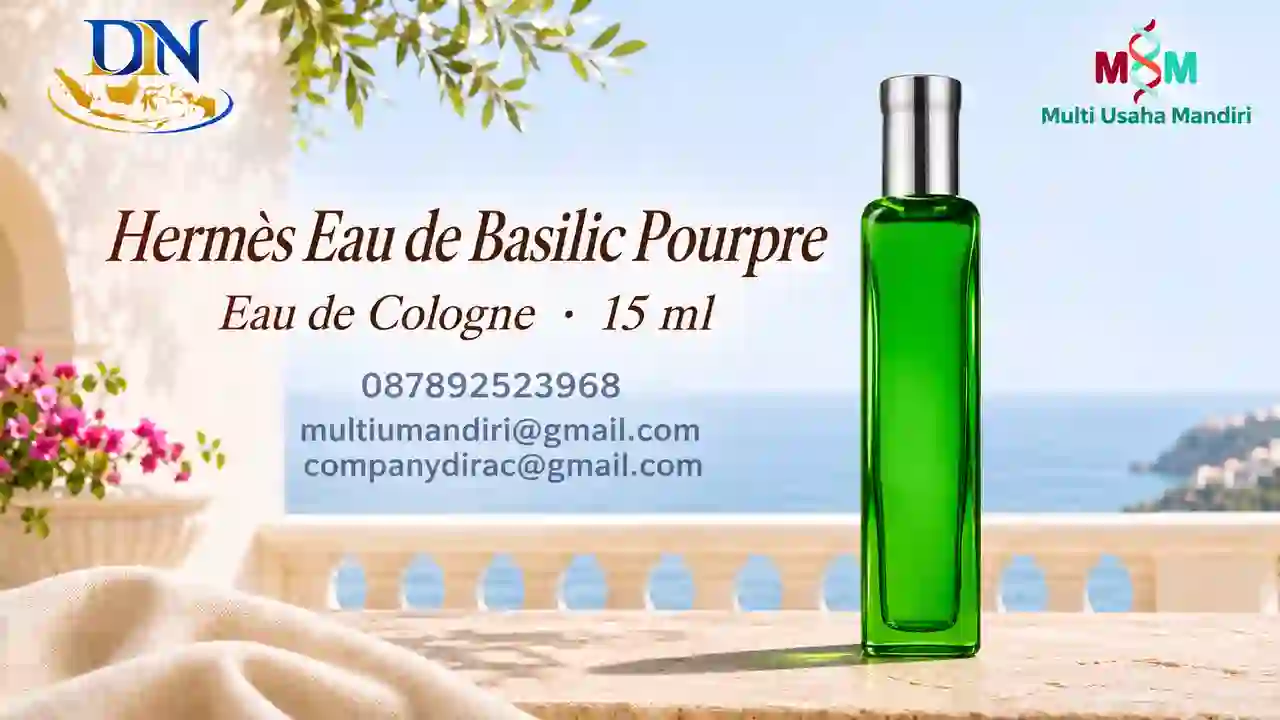 DN
MSM
Multi Usaha Mandiri
Hermès Eau de Basilic Pourpre
Eau de Cologne · 15 ml
087892523968
multiumandiri@gmail.com
companydirac@gmail.com